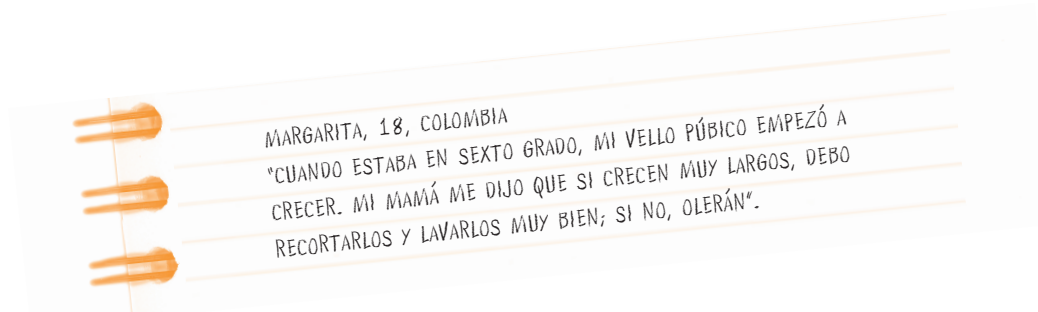 MARGARITA, 18, COLOMBIA
"CUANDO ESTABA EN SEXTO GRADO, MI VELLO PÚBICO EMPEZÓ A
CRECER. MI MAMÁ ME DIJO QUE SI CRECEN MUY LARGOS, DEBO
RECORTARLOS Y LAVARLOS MUY BIEN; SI NO, OLERÁN".